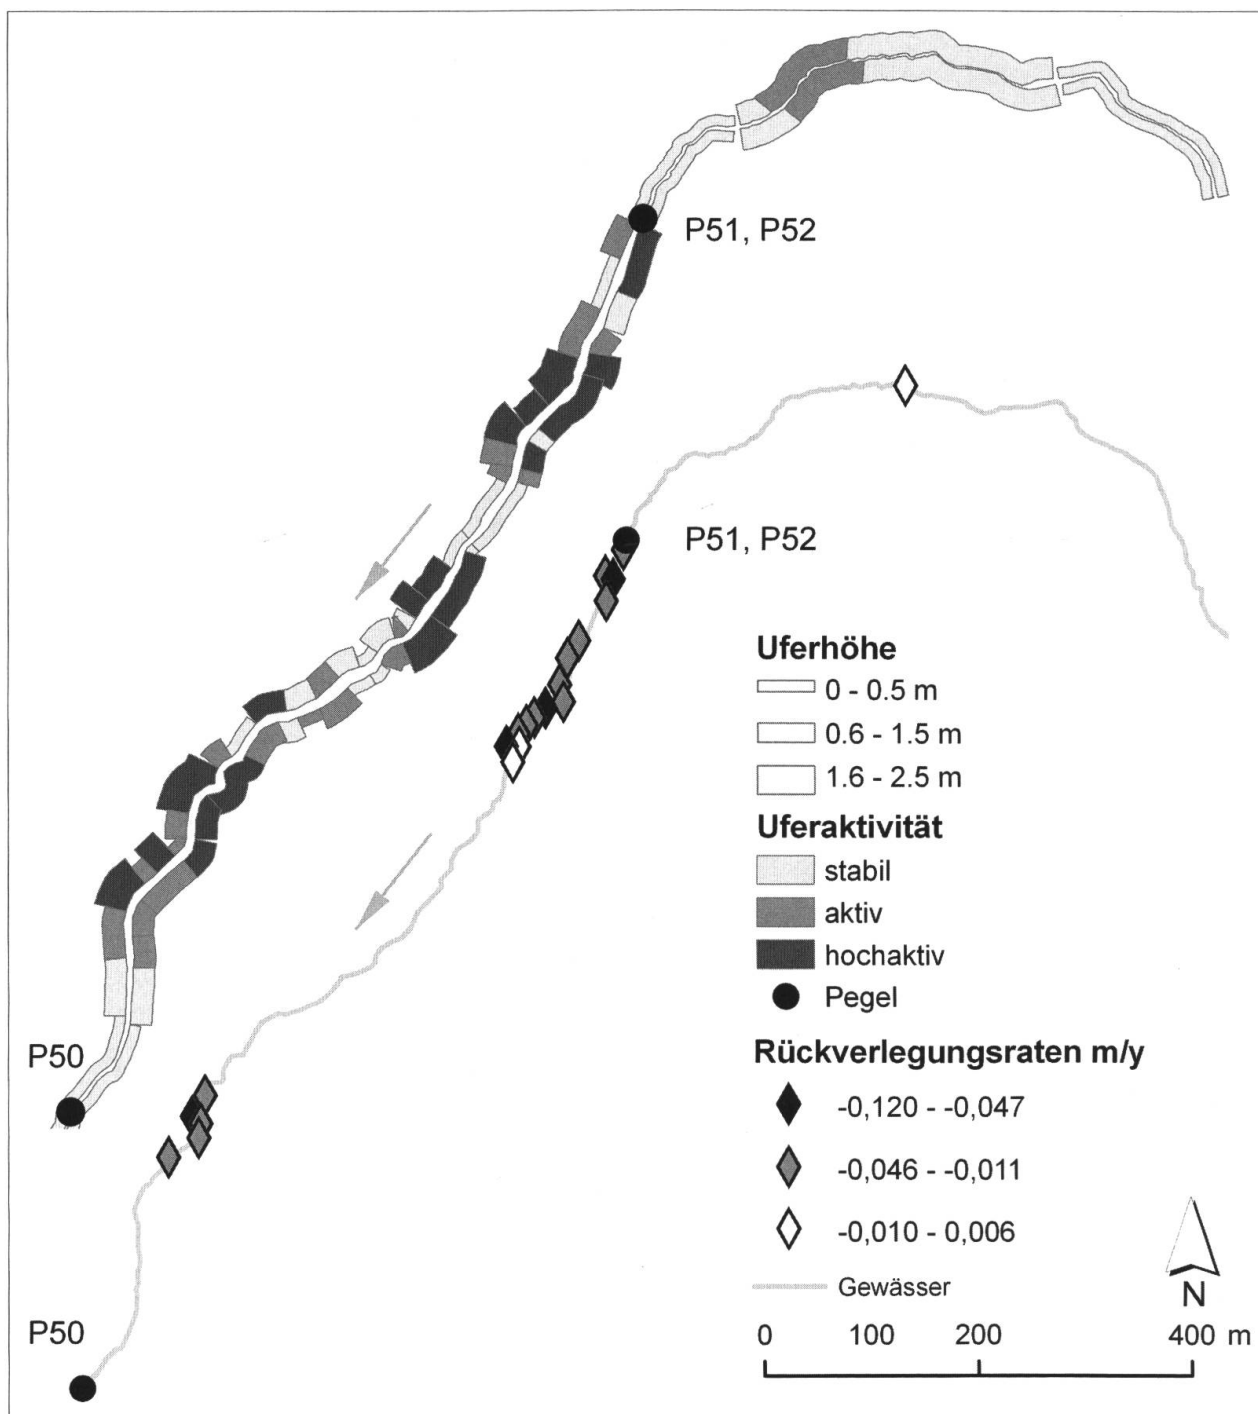 P51, P52
P51, P52
Uferhöhe
0 - 0.5 m
0.6 - 1.5 m
1.6 - 2.5 m
Uferaktivität
stabil
aktiv
hochaktiv
Pegel
P50
Rückverlegungsraten m/y
-0,120 - -0,047
-0,046 - -0,011
-0,010 - 0,006
Gewässer
N
P50
0 100 200 400 m